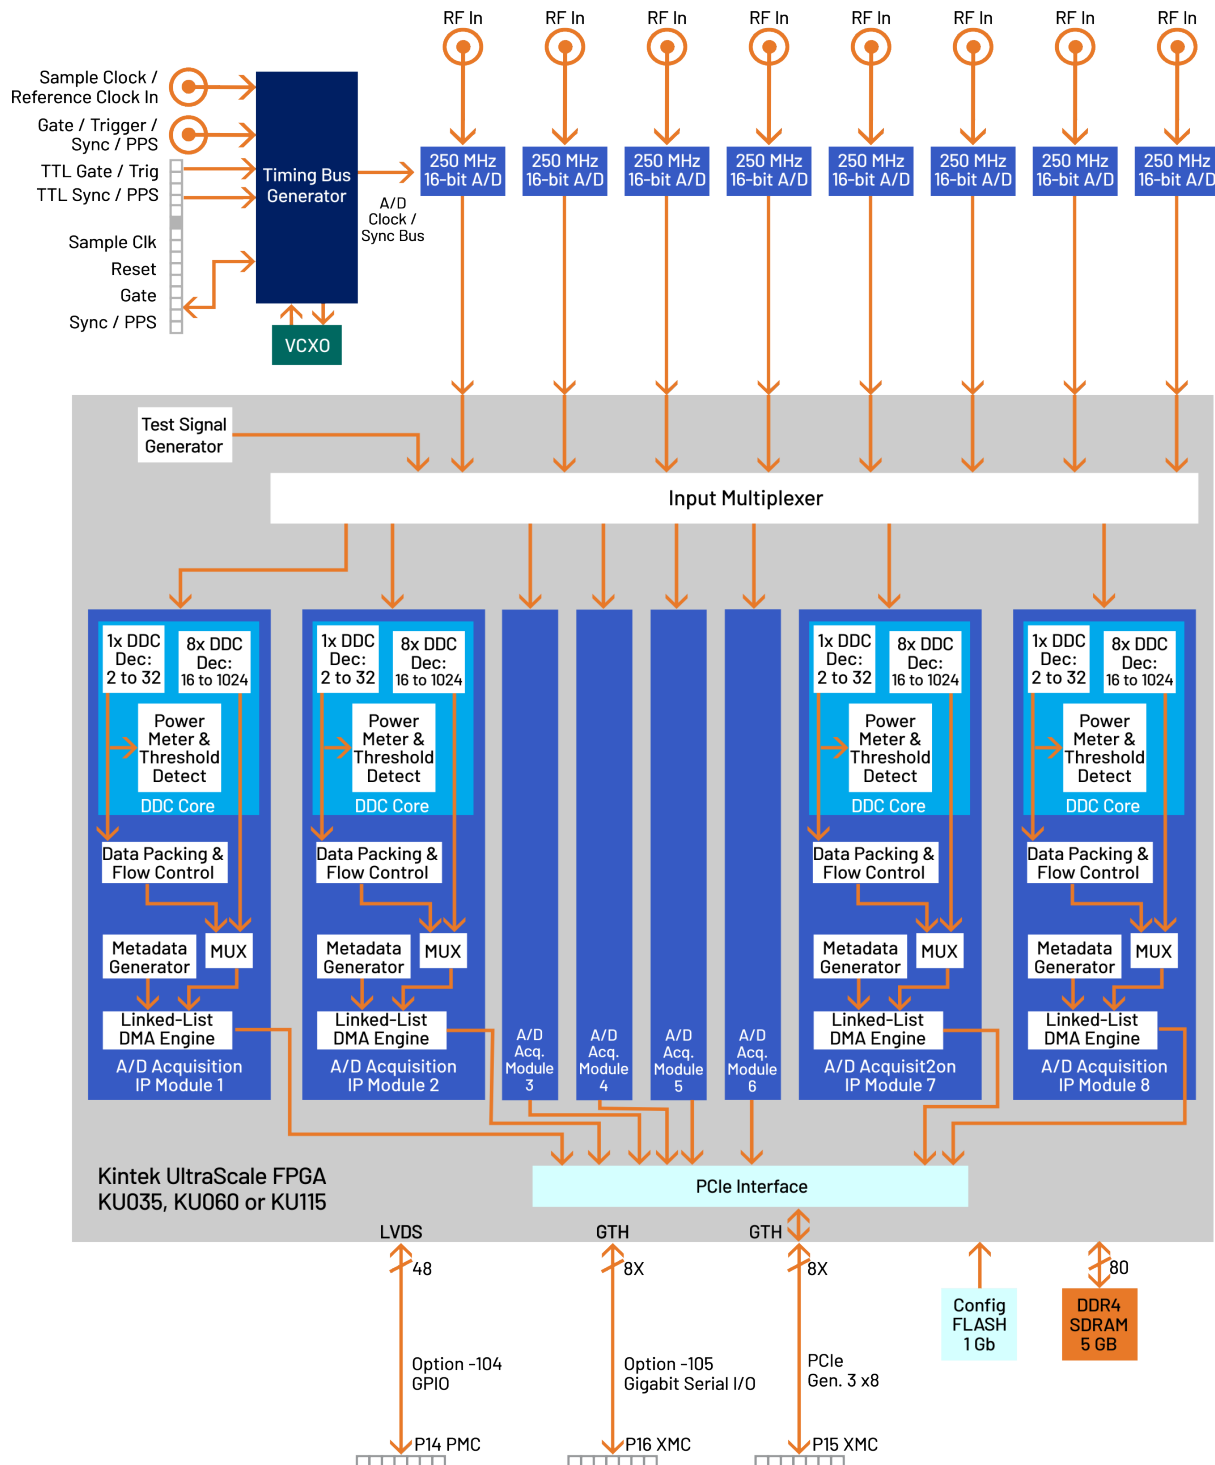 RF In
RF In
RF In
RF In
RF In
RF In
RF In
RF In
Sample Clock /
Reference Clock In
Gate / Trigger /
Sync / PPS
TTL Gate / Trig
TTL Sync / PPS
Sample Clk
Reset
Gate
Sync / PPS
Timing Bus
Generator
A/D
Clock /
Sync Bus
VCXO
250 MHz
16-bit A/D
250 MHz
16-bit A/D
250 MHz
16-bit A/D
250 MHz
16-bit A/D
250 MHz
16-bit A/D
250 MHz
16-bit A/D
250 MHz
16-bit A/D
250 MHz
16-bit A/D
Test Signal
Generator
Input Multiplexer
1x DDC
Dec:
2 to 32
8x DDC
Dec:
16 to 1024
Power
Meter &
Threshold
Detect
DDC Core
Data Packing &
Flow Control
Metadata
Generator
MUX
Linked-List
DMA Engine
A/D Acquisition
IP Module 1
1x DDC
Dec:
2 to 32
8x DDC
Dec:
16 to 1024
Power
Meter &
Threshold
Detect
DDC Core
Data Packing &
Flow Control
Metadata
Generator
MUX
Linked-List
DMA Engine
A/D Acquisition
IP Module 2
A/D
Acq.
Module
3
A/D
Acq.
Module
4
A/D
Acq.
Module
5
A/D
Acq.
Module
6
1x DDC
Dec:
2 to 32
8x DDC
Dec:
16 to 1024
Power
Meter &
Threshold
Detect
DDC Core
Data Packing &
Flow Control
Metadata
Generator
MUX
Linked-List
DMA Engine
A/D Acquisit2on
IP Module 7
1x DDC
Dec:
2 to 32
8x DDC
Dec:
16 to 1024
Power
Meter &
Threshold
Detect
DDC Core
Data Packing &
Flow Control
Metadata
Generator
MUX
Linked-List
DMA Engine
A/D Acquisition
IP Module 8
Kintek UltraScale FPGA
KU035, KU060 or KU115
PCIe Interface
LVDS
GTH
GTH
48
8X
8X
80
Config
FLASH
1 Gb
DDR4
SDRAM
5 GB
Option -104
GPIO
Option -105
Gigabit Serial I/O
PCIe
Gen. 3 x8
P14 PMC
P16 XMC
P15 XMC